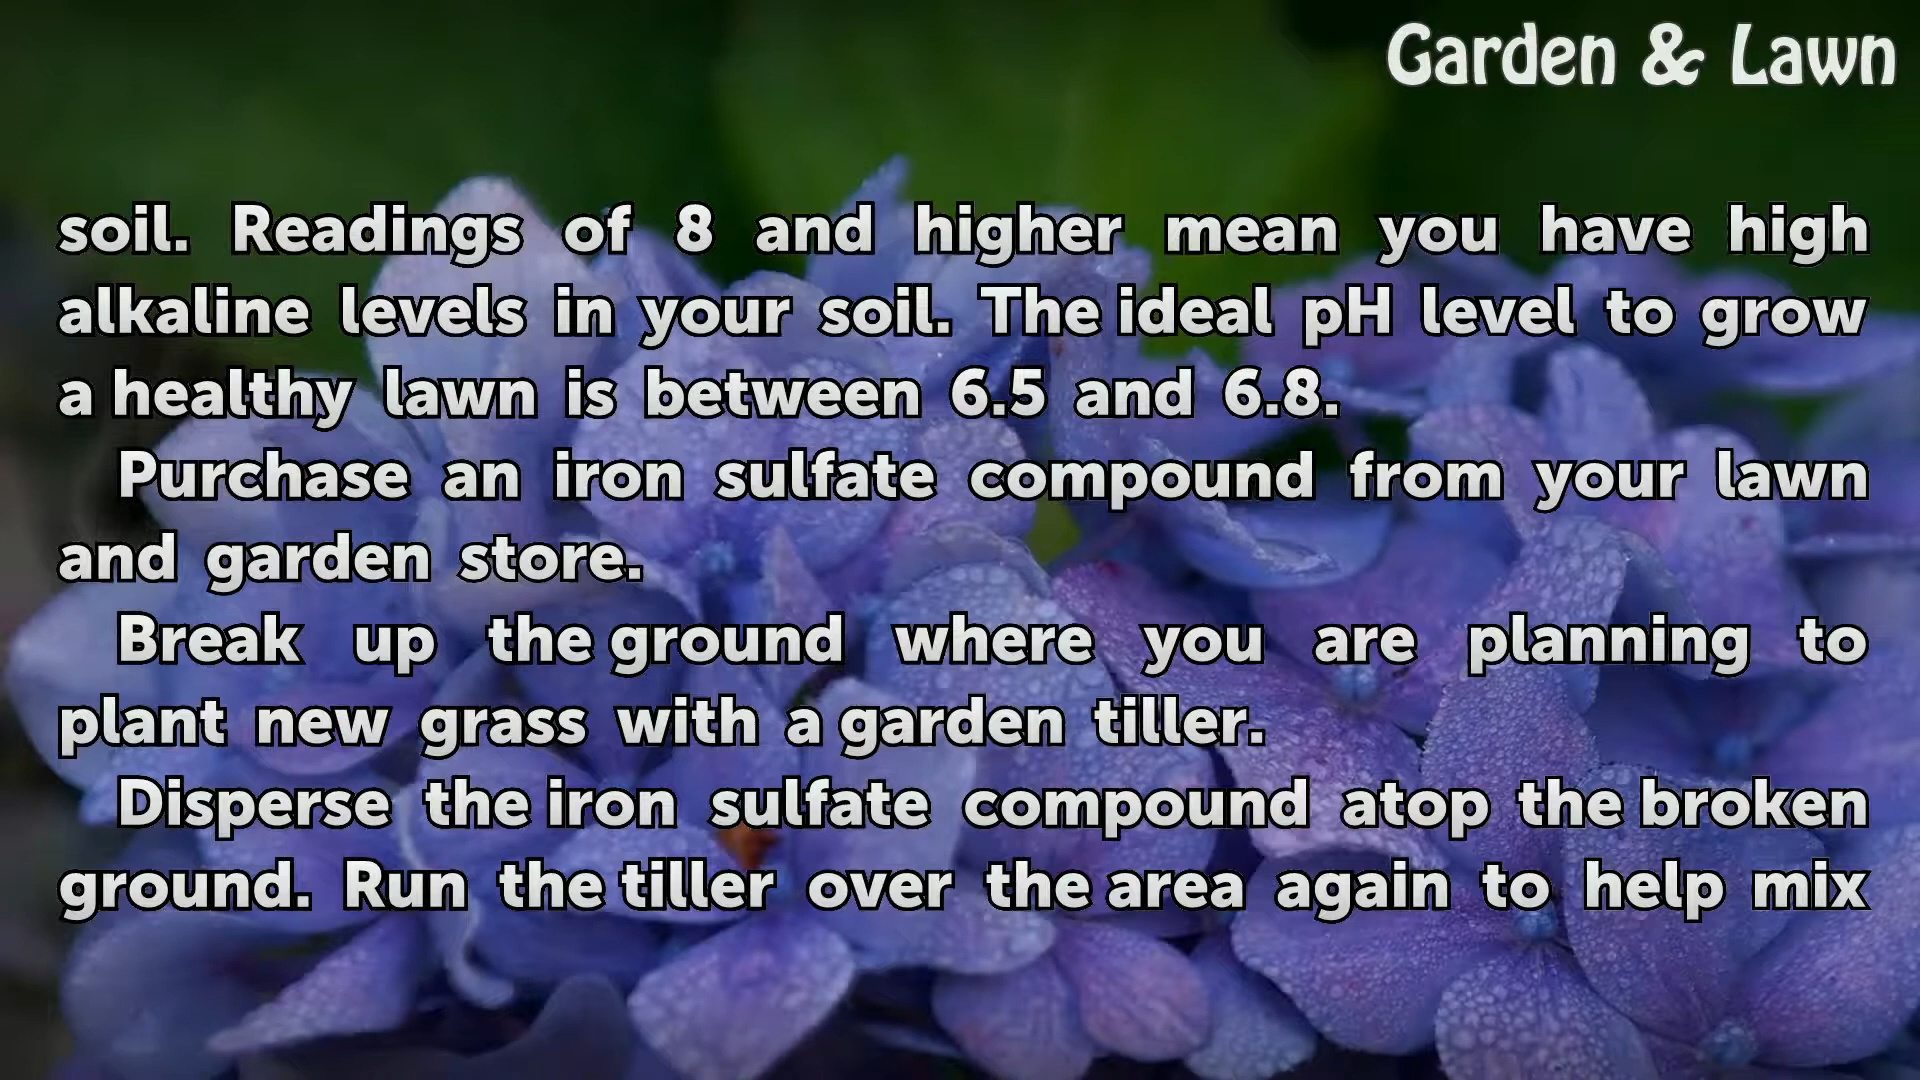 Garden & Lawn
soil. Readings of 8 and higher mean you have high
alkaline levels in your soil. The ideal pH level to grow
a healthy lawn is between 6.5 and 6.8.
Purchase an iron sulfate compound from your lawn
and garden store.
Break up the ground where you are planning to
plant new grass with a garden tiller.
Disperse the iron sulfate compound atop the broken
ground. Run the tiller over the area again to help mix